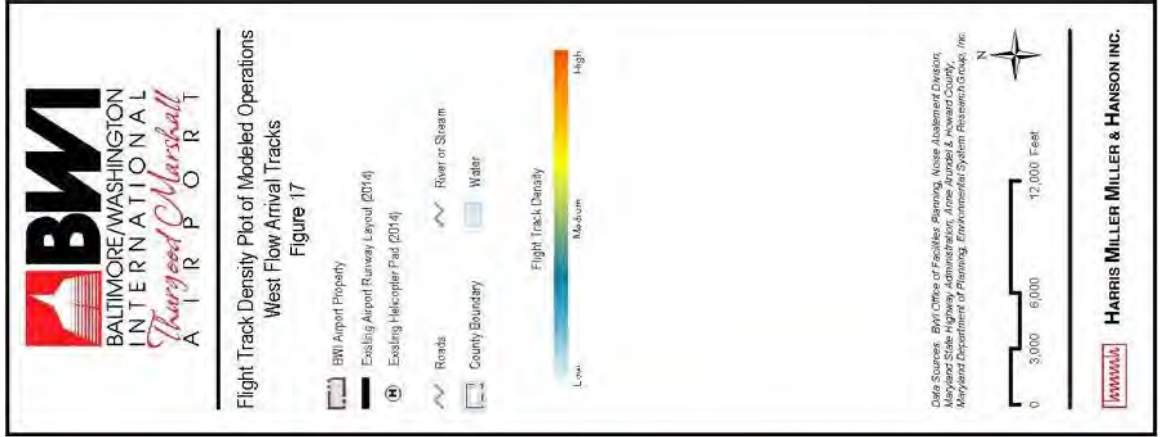 BWI
BALTIMORE/WASHINGTON
INTERNATIONAL
Thurgood Marshall
AIRPORT
Flight Track Density Plot of Modeled Operations
West Flow Arrival Tracks
Figure 17
BWI Airport Property
Existing Airport Runway Layout (2014)
H Existing Helicopter Pad (2014)
Roads
River or Stream
County Boundary
Water
Flight Track Density
Low Medium High
Data Sources: BWI Office of Facilities Planning, Noise Abatement Division,
Maryland State Highway Administration, Anne Arundel & Howard County,
Maryland Department of Planning, Environmental System Research Group, Inc.
N
0 3,000 6,000 12,000 Feet
HARRIS MILLER MILLER & HANSON INC.